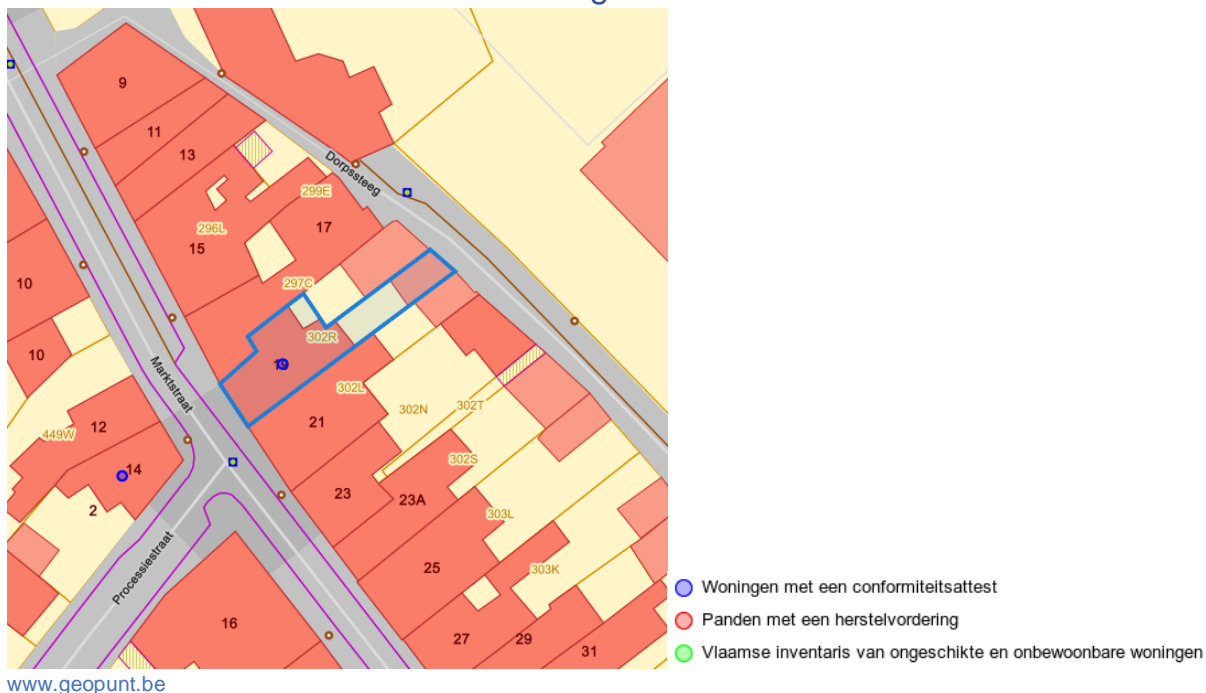 9
11
13
Dorpssteeg
299E
17
296L
15
10
297C
302R
10
Marktstraat
302L
302N
302T
21
12
449W
14
302S
2
23
23A
303L
Processiestraat
25
303K
16
27
29
31
Woningen met een conformiteitsattest
Panden met een herstelvordering
Vlaamse inventaris van ongeschikte en onbewoonbare woningen
www.geopunt.be